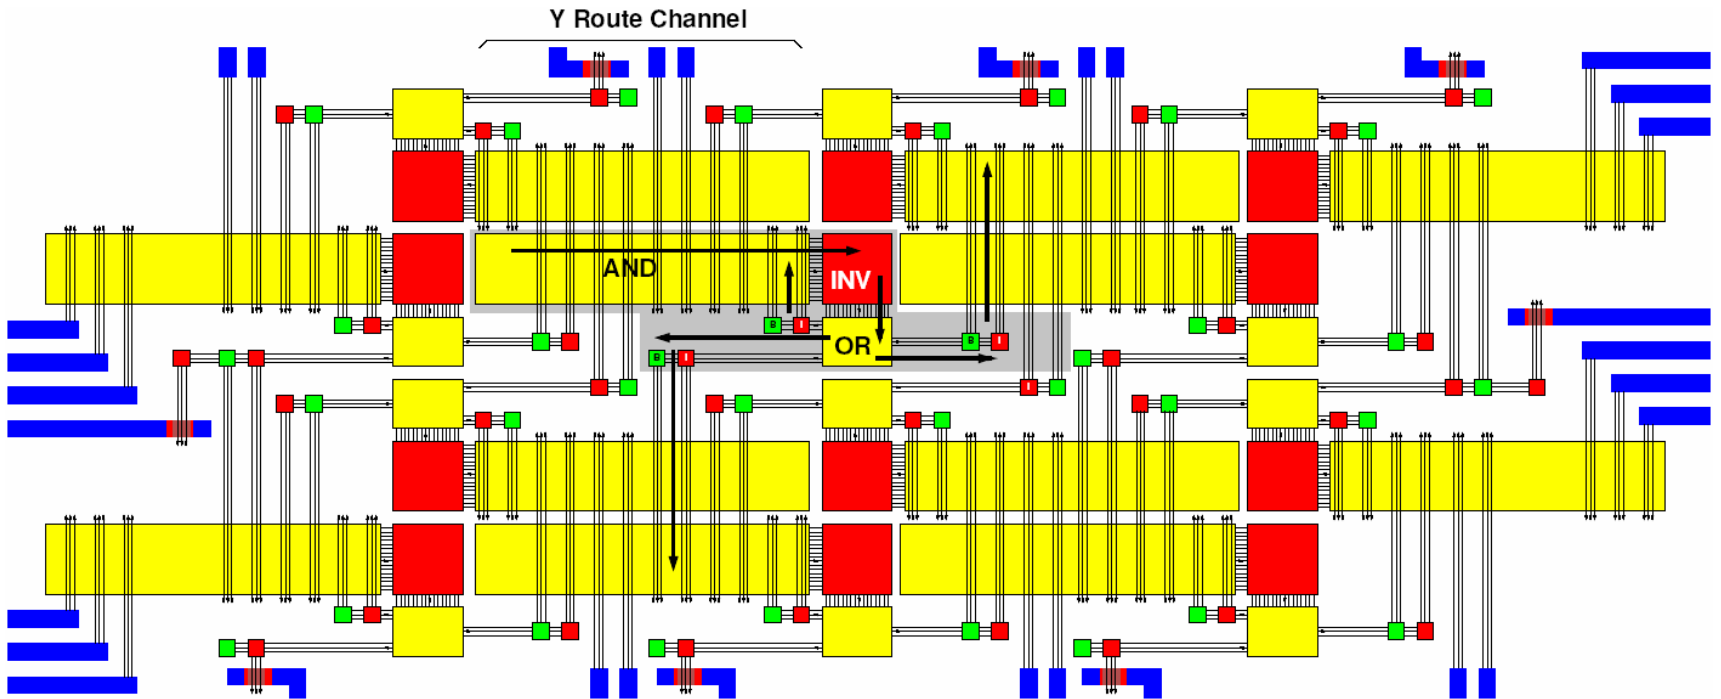 Y Route Channel
AND
INV
B I
OR
B I
B I
I